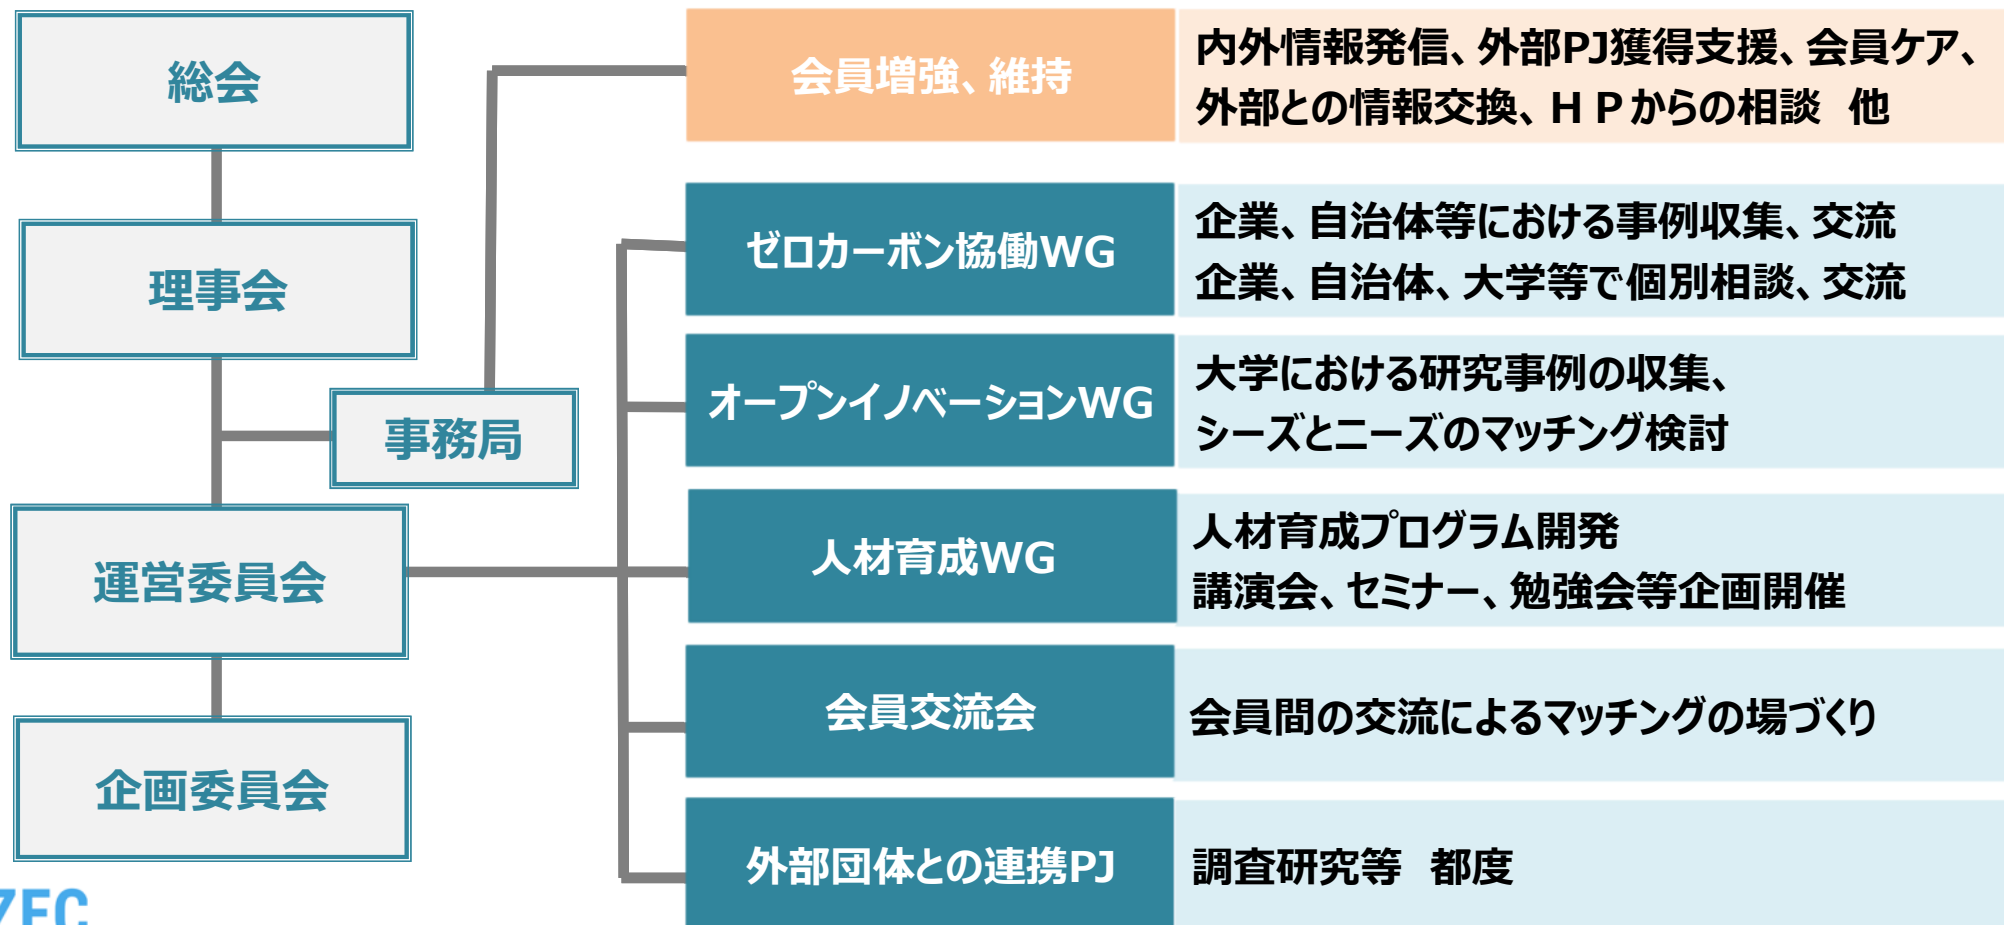 総会
理事会
事務局
運営委員会
企画委員会
会員増強、維持
内外情報発信、外部PJ獲得支援、会員ケア、
外部との情報交換、ＨＰからの相談　他
ゼロカーボン協働WG
企業、自治体等における事例収集、交流
企業、自治体、大学等で個別相談、交流
オープンイノベーションWG
大学における研究事例の収集、
シーズとニーズのマッチング検討
人材育成WG
人材育成プログラム開発
講演会、セミナー、勉強会等企画開催
会員交流会
会員間の交流によるマッチングの場づくり
外部団体との連携PJ
調査研究等　都度
ZEC